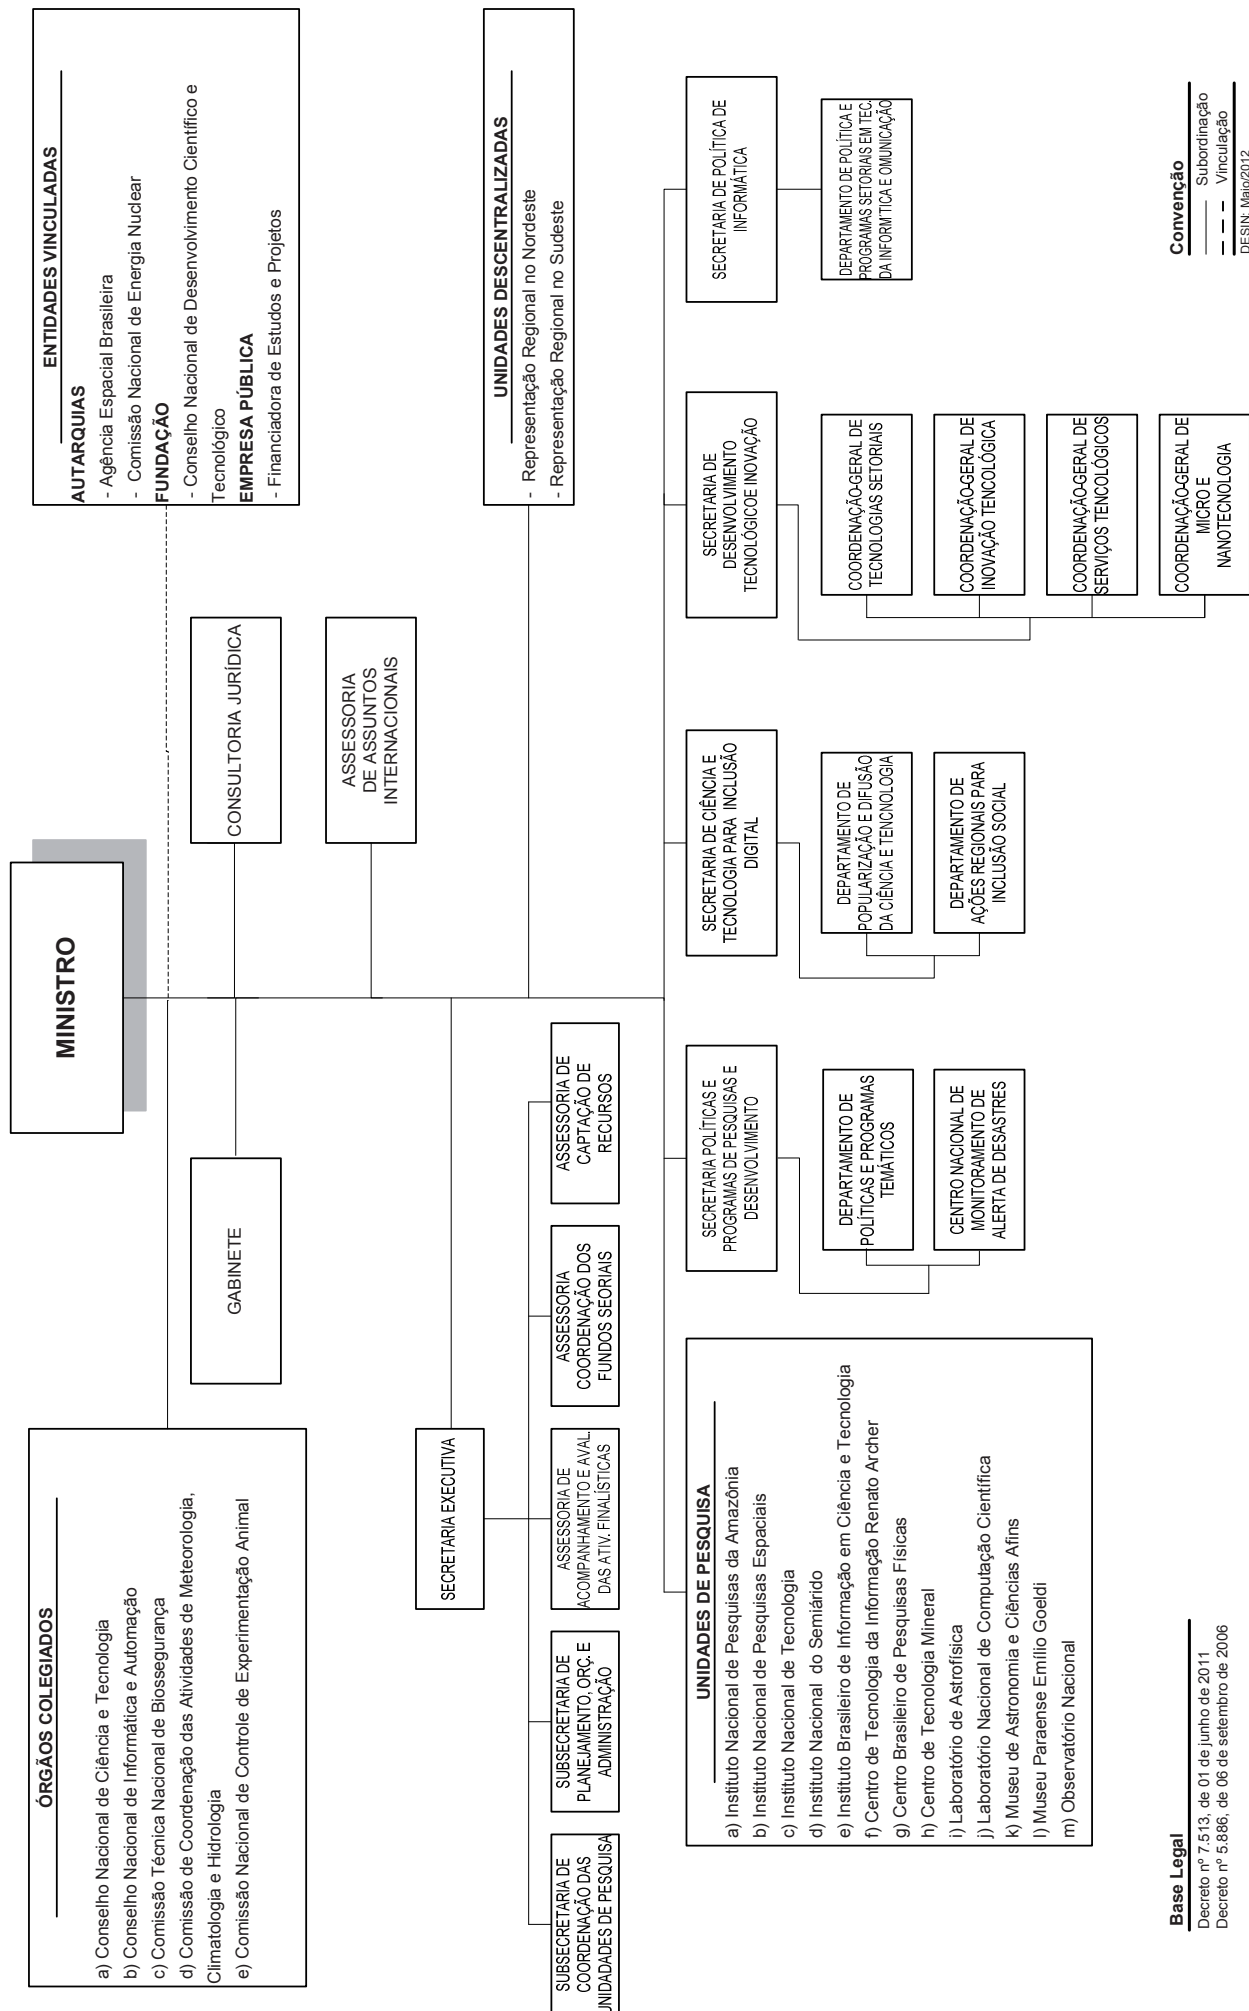 MINISTRO
ÓRGÃOS COLEGIADOS
a) Conselho Nacional de Ciência e Tecnologia
b) Conselho Nacional de Informática e Automação
c) Comissão Técnica Nacional de Biossegurança
d) Comissão de Coordenação das Atividades de Meteorologia,
Climatologia e Hidrologia
e) Comissão Nacional de Controle de Experimentação Animal
ENTIDADES VINCULADAS
AUTARQUIAS
- Agência Espacial Brasileira
- Comissão Nacional de Energia Nuclear
FUNDAÇÃO
- Conselho Nacional de Desenvolvimento Científico e
Tecnológico
EMPRESA PÚBLICA
- Financiadora de Estudos e Projetos
GABINETE
CONSULTORIA JURÍDICA
ASSESSORIA
DE ASSUNTOS
INTERNACIONAIS
SECRETARIA EXECUTIVA
UNIDADES DESCENTRALIZADAS
- Representação Regional no Nordeste
- Representação Regional no Sudeste
SUBSECRETARIA DE
COORDENAÇÃO DAS
UNIDADADES DE PESQUISA
SUBSECRETARIA DE
PLANEJAMENTO, ORÇ. E
ADMINISTRAÇÃO
ASSESSORIA DE
ACOMPANHAMENTO E AVAL.
DAS ATIV. FINALÍSTICAS
ASSESSORIA
COORDENAÇÃO DOS
FUNDOS SEORIAIS
ASSESSORIA DE
CAPTAÇÃO DE
RECURSOS
UNIDADES DE PESQUISA
a) Instituto Nacional de Pesquisas da Amazônia
b) Instituto Nacional de Pesquisas Espaciais
c) Instituto Nacional de Tecnologia
d) Instituto Nacional do Semiárido
e) Instituto Brasileiro de Informação em Ciência e Tecnologia
f) Centro de Tecnologia da Informação Renato Archer
g) Centro Brasileiro de Pesquisas Físicas
h) Centro de Tecnologia Mineral
i) Laboratório de Astrofísica
j) Laboratório Nacional de Computação Científica
k) Museu de Astronomia e Ciências Afins
l) Museu Paraense Emílio Goeldi
m) Observatório Nacional
SECRETARIA POLÍTICAS E
PROGRAMAS DE PESQUISAS E
DESENVOLVIMENTO
DEPARTAMENTO DE
POLÍTICAS E PROGRAMAS
TEMÁTICOS
CENTRO NACIONAL DE
MONITORAMENTO DE
ALERTA DE DESASTRES
SECRETARIA DE CIÊNCIA E
TECNOLOGIA PARA INCLUSÃO
DIGITAL
DEPARTAMENTO DE
POPULARIZAÇÃO E DIFUSÃO
DA CIÊNCIA E TENCNOLOGIA
DEPARTAMENTO DE
AÇÕES REGIONAIS PARA
INCLUSÃO SOCIAL
SECRETARIA DE
DESENVOLVIMENTO
TECNOLÓGICOE INOVAÇÃO
COORDENAÇÃO-GERAL DE
TECNOLOGIAS SETORIAIS
COORDENAÇÃO-GERAL DE
INOVAÇÃO TENCOLÓGICA
COORDENAÇÃO-GERAL DE
SERVIÇOS TENCOLÓGICOS
COORDENAÇÃO-GERAL DE
MICRO E
NANOTECNOLOGIA
SECRETARIA DE POLÍTICA DE
INFORMÁTICA
DEPARTAMENTO DE POLÍTICA E
PROGRAMAS SETORIAIS EM TEC.
DA INFORM TICA E OMUNICAÇÃO
Base Legal
Decreto nº 7.513, de 01 de junho de 2011
Decreto nº 5.886, de 06 de setembro de 2006
Convenção
Subordinação
Vinculação
DESIN: Maio/2012